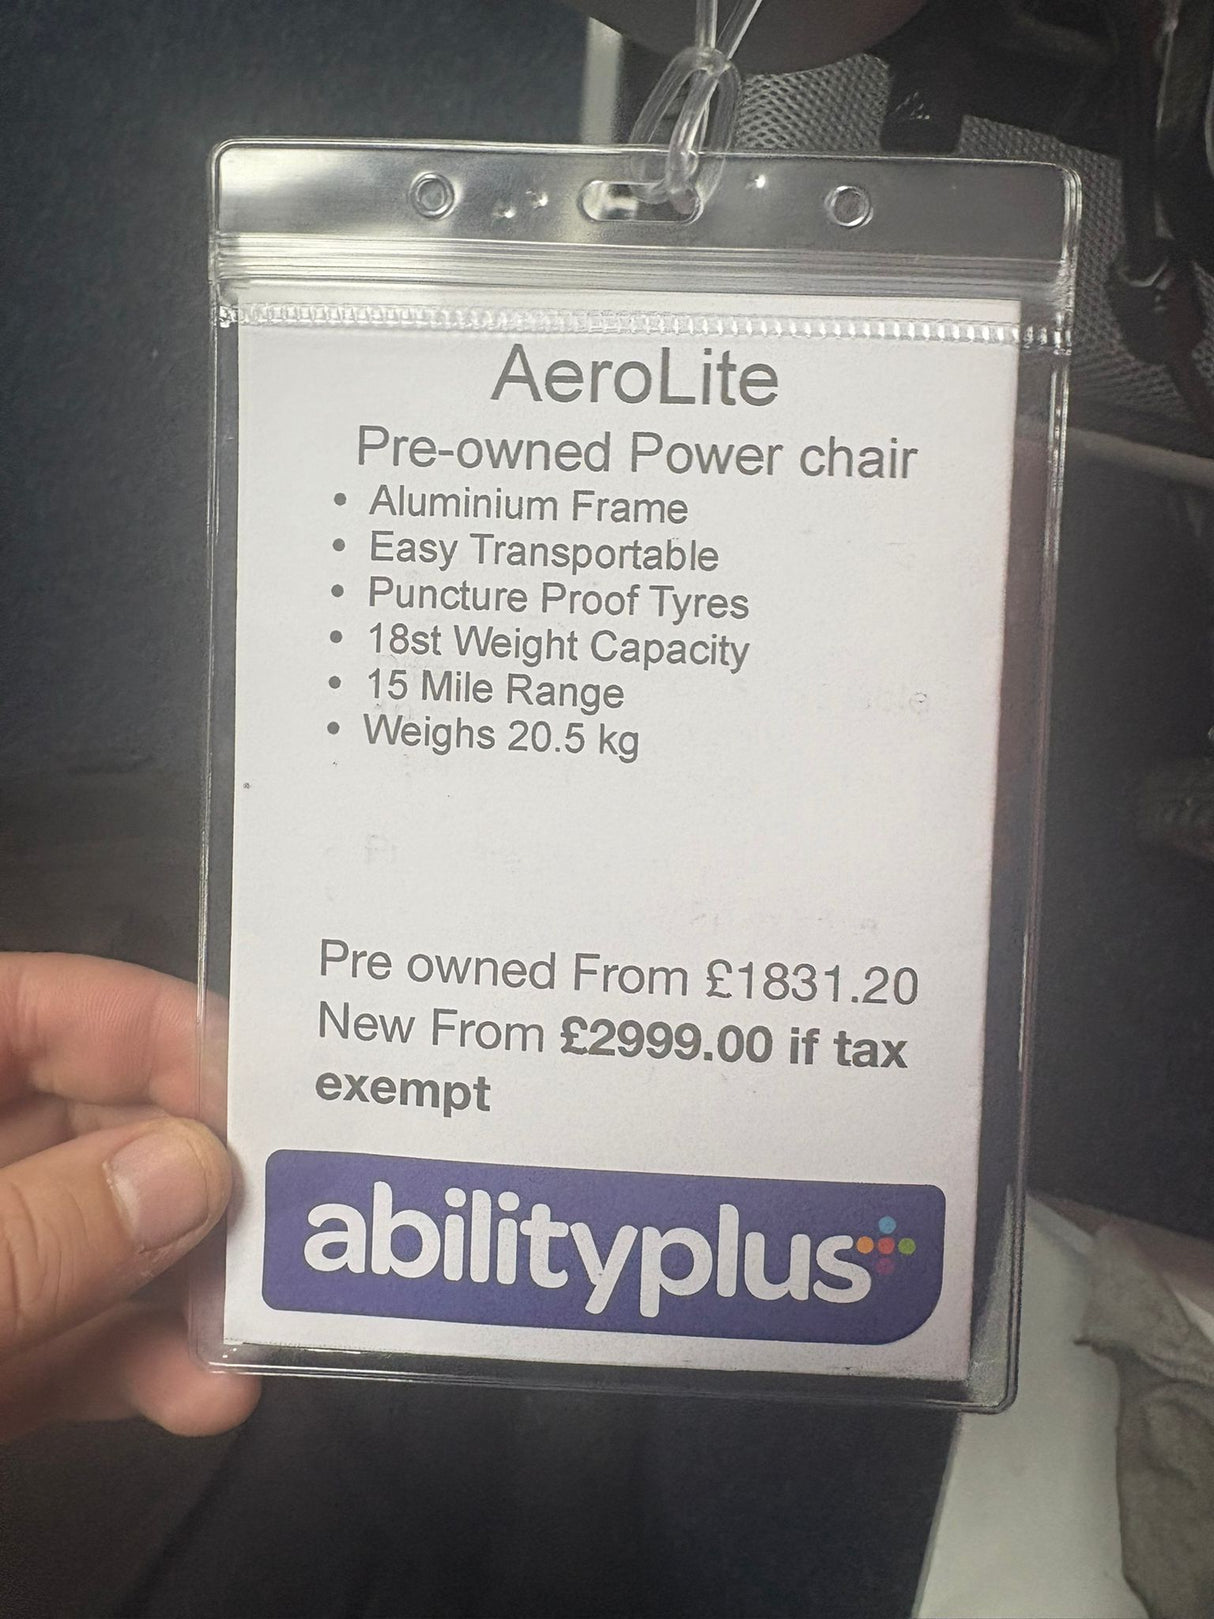 AeroLite
Pre-owned Power chair
• Aluminium Frame
• Easy Transportable
• Puncture Proof Tyres
• 18st Weight Capacity
• 15 Mile Range
• Weighs 20.5 kg
Pre owned From £1831.20
New From £2999.00 if tax
exempt
abilityplus